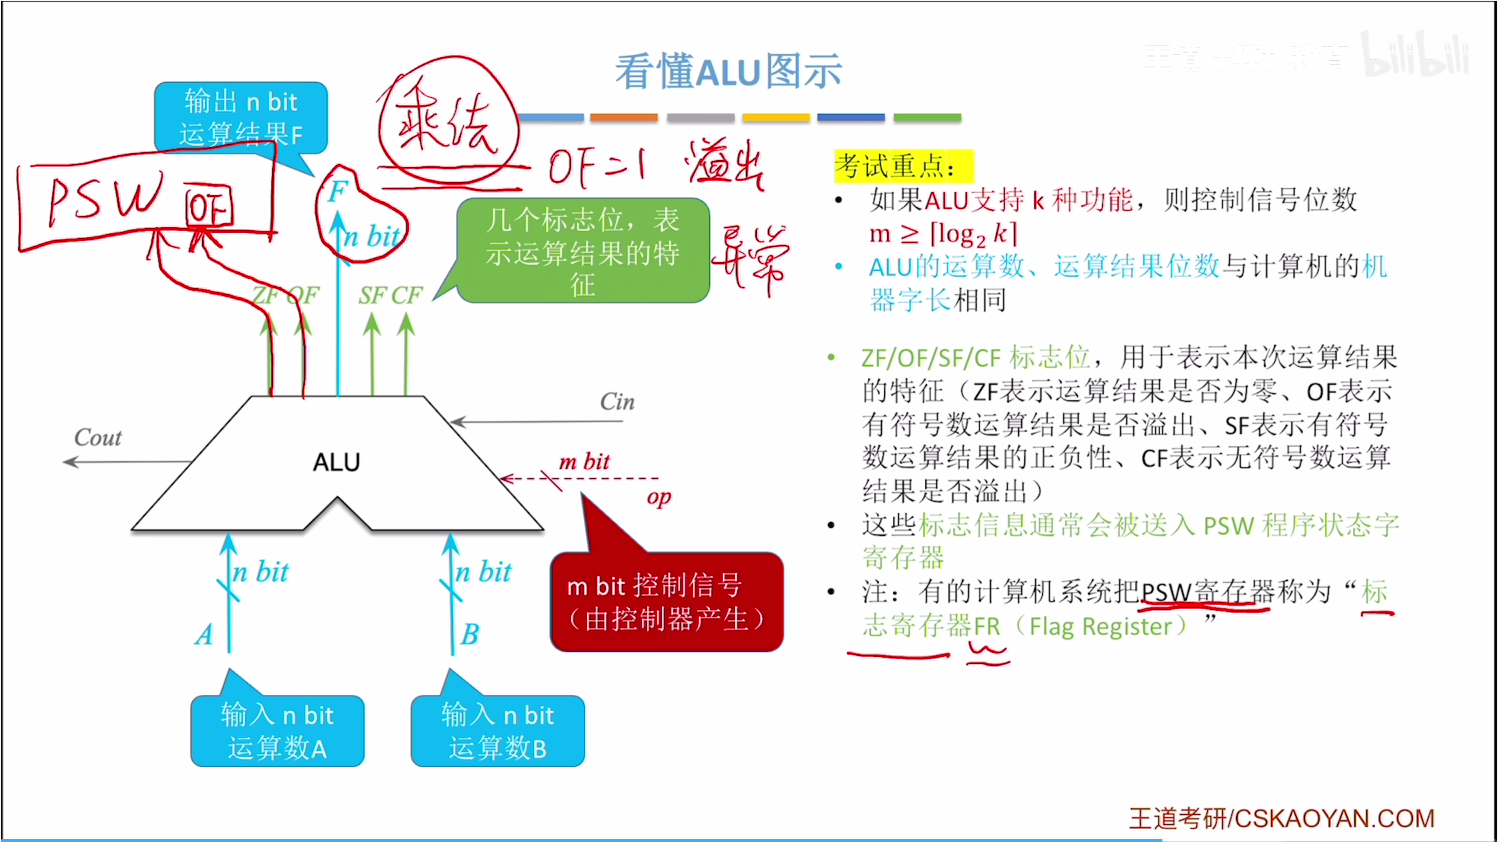 看懂ALU图示
bilibili
输出 n bit
运算结果F
乘法
OF=1 溢出
PSW OF
F
n bit
几个标志位，表
示运算结果的特
征
异常
ZF OF SF CF
Cin
Cout
ALU
m bit
op
n bit
n bit
A
B
m bit 控制信号
（由控制器产生）
输入 n bit
运算数A
输入 n bit
运算数B
考试重点：
• 如果ALU支持 k 种功能，则控制信号位数
m ≥ ⌈log₂ k⌉
• ALU的运算数、运算结果位数与计算机的机
器字长相同
• ZF/OF/SF/CF 标志位，用于表示本次运算结果
的特征（ZF表示运算结果是否为零、OF表示
有符号数运算结果是否溢出、SF表示有符号
数运算结果的正负性、CF表示无符号数运算
结果是否溢出）
• 这些标志信息通常会被送入 PSW 程序状态字
寄存器
• 注：有的计算机系统把PSW寄存器称为“标
志寄存器FR（Flag Register）”
王道考研/CSKAOYAN.COM